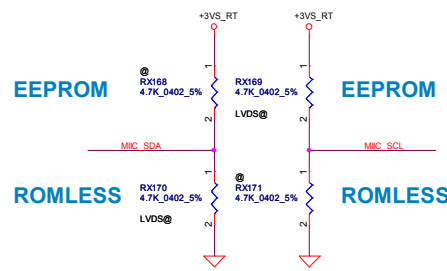 +3VS_RT
+3VS_RT
1
1
@
RX168
4.7K_0402_5%
RX169
4.7K_0402_5%
EEPROM
EEPROM
2
LVDS@
2
MIIC_SDA
MIIC_SCL
1
@
1
RX170
4.7K_0402_5%
RX171
4.7K_0402_5%
ROMLESS
ROMLESS
LVDS@
2
2